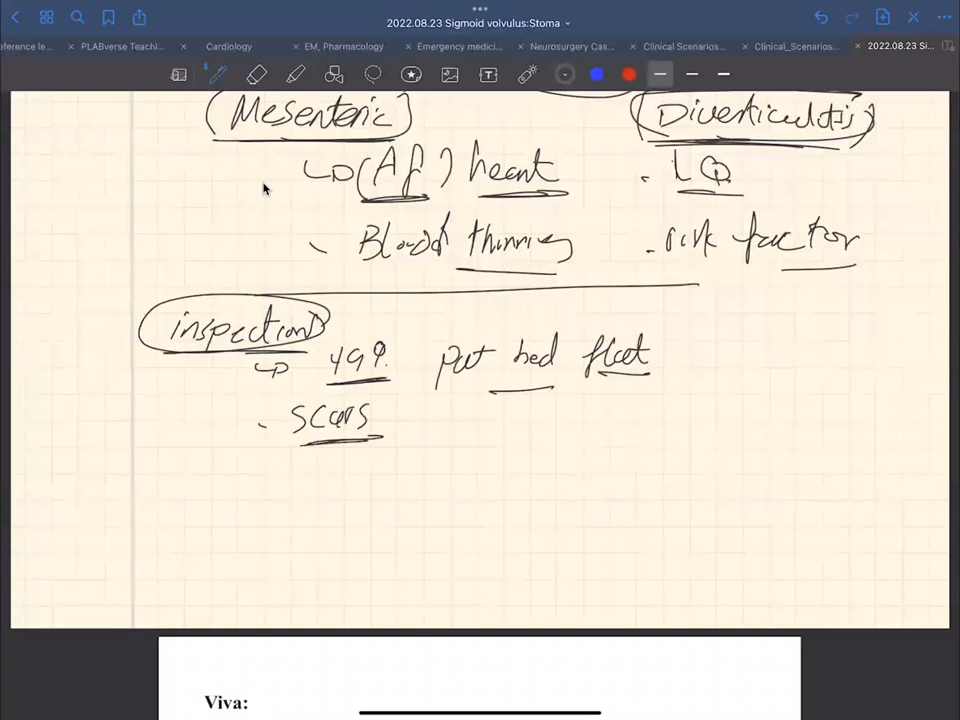 2022.08.23 Sigmoid volvulus:Stoma
eference le...
PLABverse Teachi...
Cardiology
EM, Pharmacology
Emergency medici...
Neurosurgery Cas...
Clinical Scenarios...
Clinical_Scenarios...
2022.08.23 Si...
(Mesenteric)
(Diverticulitis)
(Af) heart
. LQ
Blood thinning
. risk factor
inspection
put bed flat
. scars
Viva: